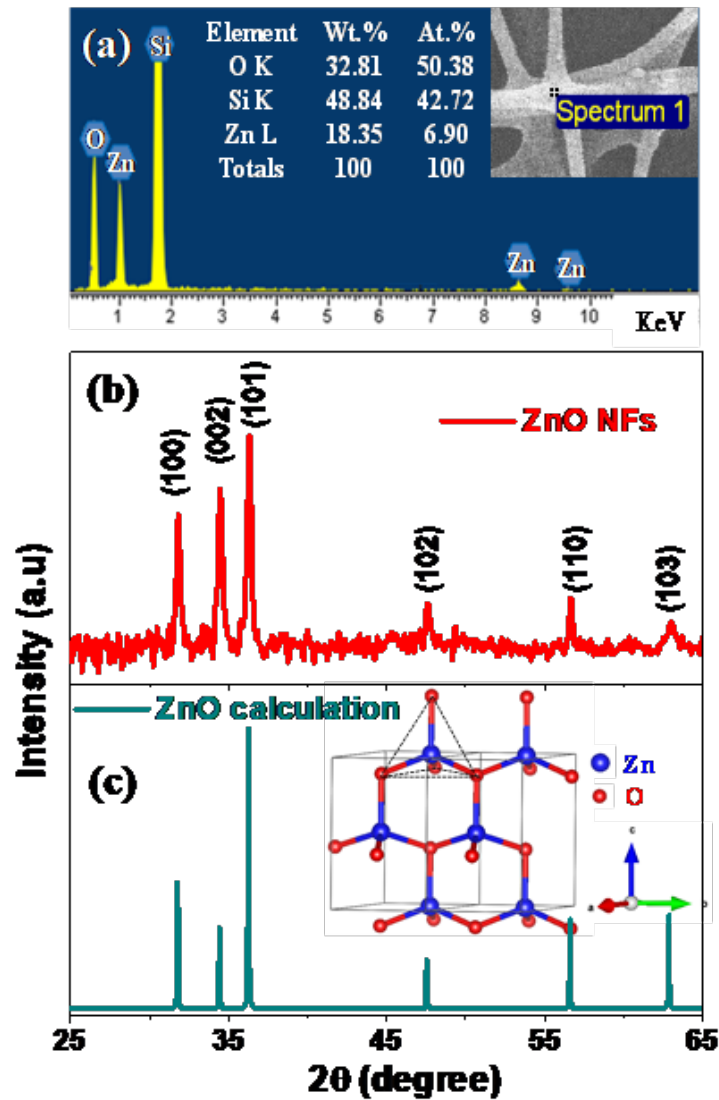 (a)
Element Wt.% At.%
O K 32.81 50.38
Si K 48.84 42.72
Zn L 18.35 6.90
Totals 100 100
Si
O
Zn
Zn
Zn
Spectrum 1
1 2 3 4 5 6 7 8 9 10
KeV
(b)
(100)
(002)
(101)
(102)
(110)
(103)
ZnO NFs
Intensity (a.u)
ZnO calculation
(c)
Zn
O
c
a
b
25 35 45 55 65
2θ (degree)